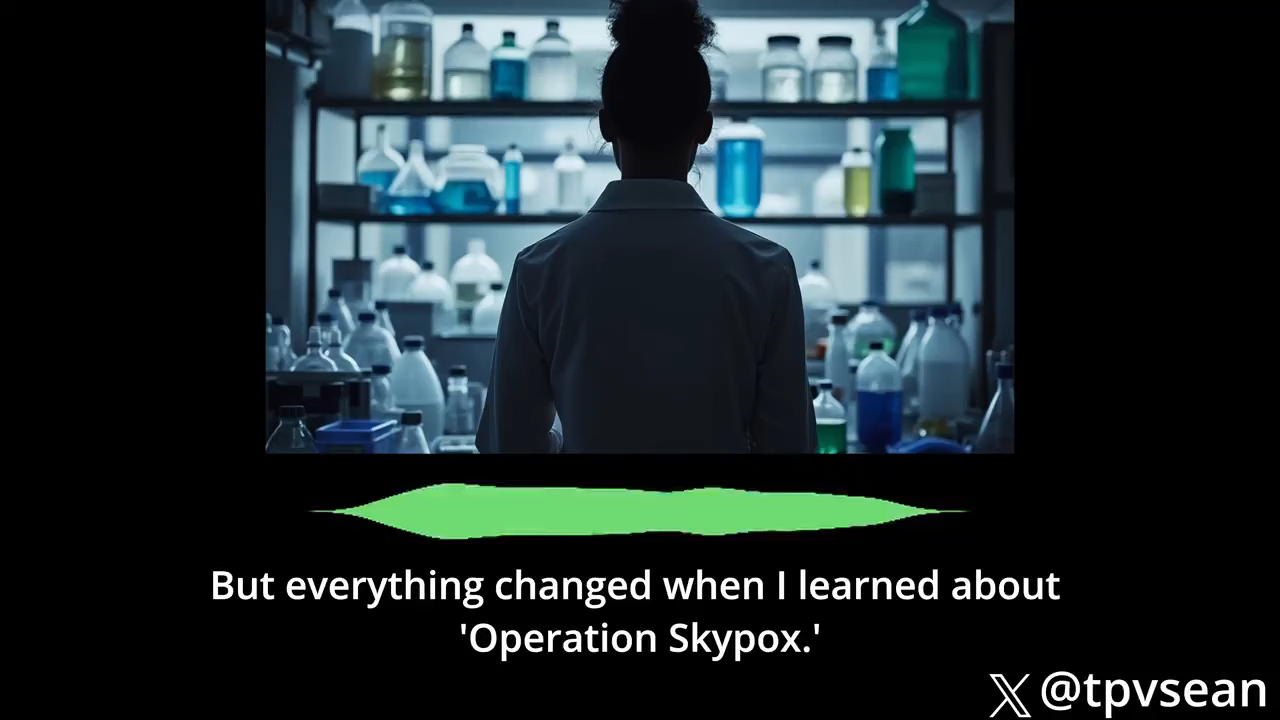 But everything changed when I learned about
'Operation Skypox.'
X @tpvsean